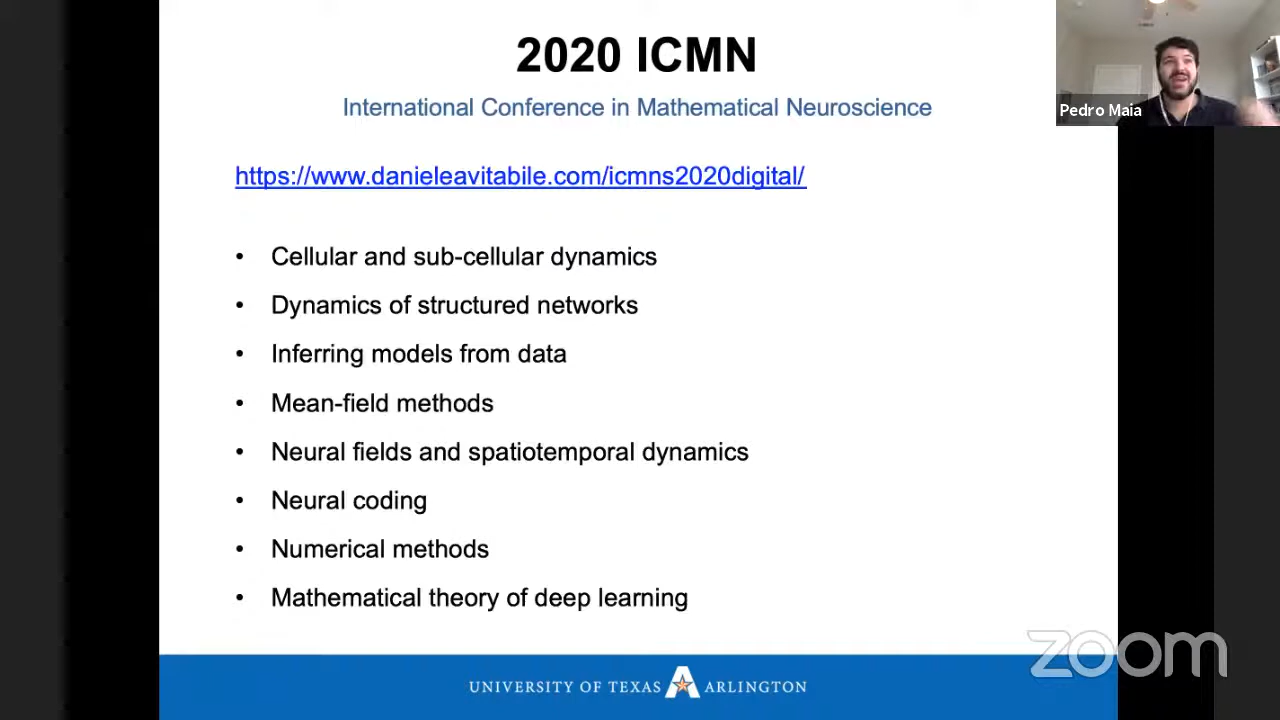 2020 ICMN
International Conference in Mathematical Neuroscience
Pedro Maia
https://www.danieleavitabile.com/icmns2020digital/
• Cellular and sub-cellular dynamics
• Dynamics of structured networks
• Inferring models from data
• Mean-field methods
• Neural fields and spatiotemporal dynamics
• Neural coding
• Numerical methods
• Mathematical theory of deep learning
zoom
UNIVERSITY OF TEXAS A ARLINGTON